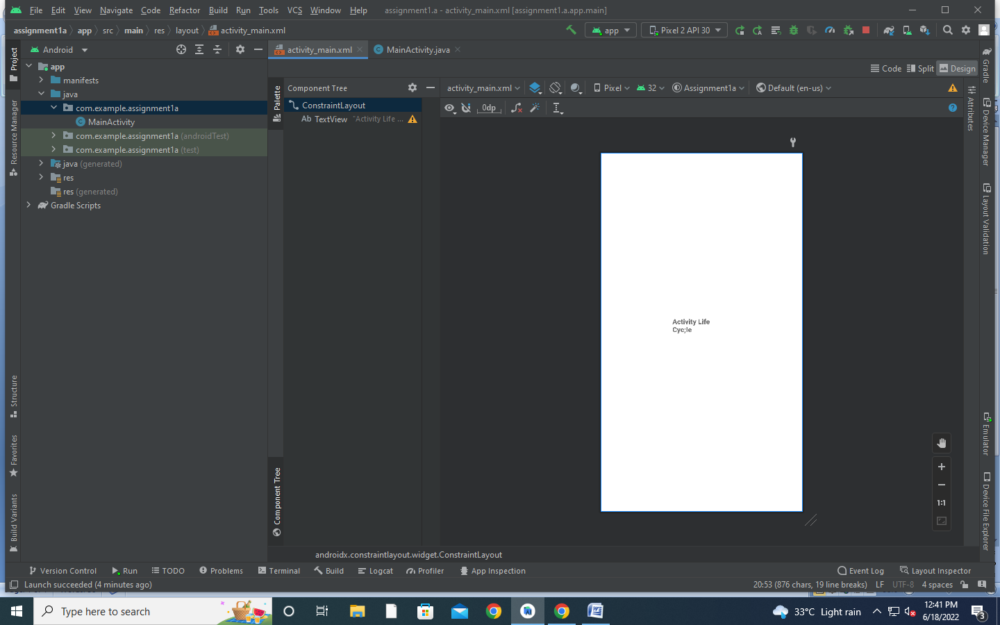 File Edit View Navigate Code Refactor Build Run Tools VCS Window Help assignment1.a - activity_main.xml [assignment1.a.app.main]
assignment1a app src main res layout activity_main.xml
app Pixel 2 API 30
Project
Android
activity_main.xml MainActivity.java
Code Split Design
app
manifests
java
com.example.assignment1a
MainActivity
com.example.assignment1a (androidTest)
com.example.assignment1a (test)
java (generated)
res
res (generated)
Gradle Scripts
Resource Manager
Structure
Favorites
Build Variants
Palette
Component Tree
ConstraintLayout
Ab TextView "Activity Life ...
Component Tree
activity_main.xml Pixel 32 Assignment1a Default (en-us)
0dp
Activity Life
Cyc;le
1:1
Attributes
Gradle
Device Manager
Layout Validation
Emulator
Device File Explorer
androidx.constraintlayout.widget.ConstraintLayout
Version Control Run TODO Problems Terminal Build Logcat Profiler App Inspection Event Log Layout Inspector
Launch succeeded (4 minutes ago) 20:53 (876 chars, 19 line breaks) LF UTF-8 4 spaces
Type here to search
33°C Light rain
12:41 PM
6/18/2022
3